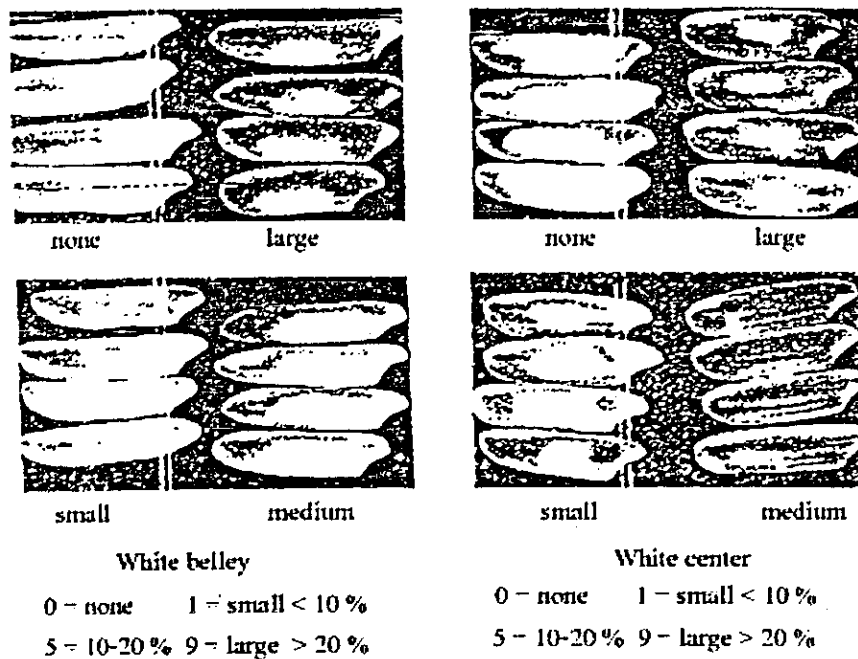 none large
small medium
White belley
0 = none 1 = small < 10 %
5 = 10-20 % 9 = large > 20 %
none large
small medium
White center
0 = none 1 = small < 10 %
5 = 10-20 % 9 = large > 20 %